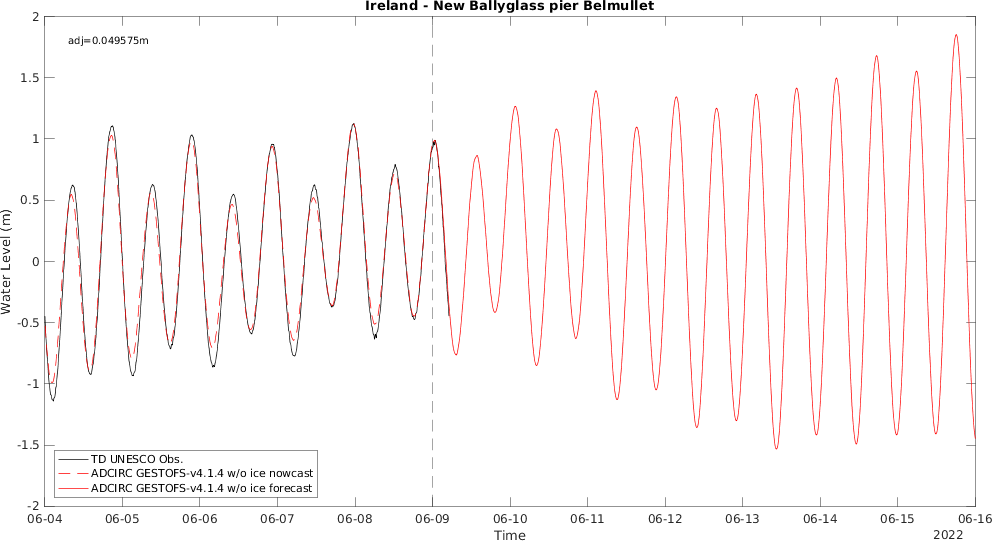 Ireland - New Ballyglass pier Belmullet
adj=0.049575m
Water Level (m)
2
1.5
1
0.5
0
-0.5
-1
-1.5
-2
TD UNESCO Obs.
ADCIRC GESTOFS-v4.1.4 w/o ice nowcast
ADCIRC GESTOFS-v4.1.4 w/o ice forecast
06-04 06-05 06-06 06-07 06-08 06-09 06-10 06-11 06-12 06-13 06-14 06-15 06-16
Time
2022